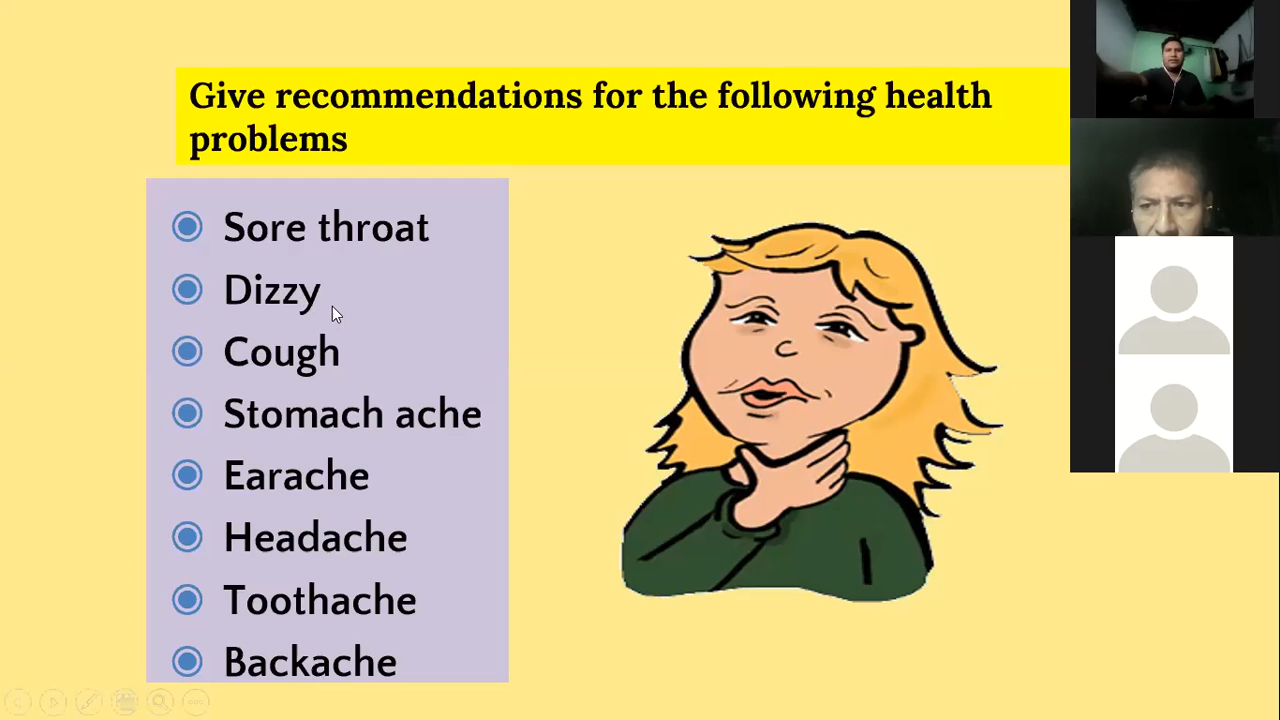 Give recommendations for the following health
problems
Sore throat
Dizzy
Cough
Stomach ache
Earache
Headache
Toothache
Backache